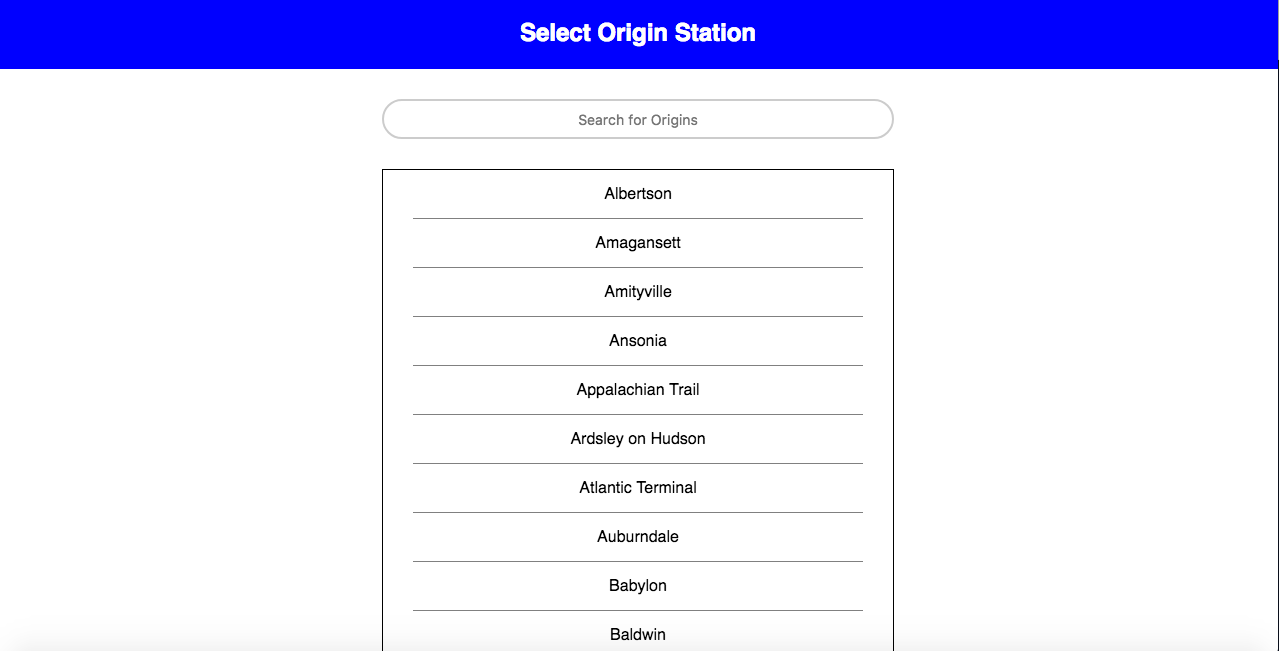 Select Origin Station
Search for Origins
Albertson
Amagansett
Amityville
Ansonia
Appalachian Trail
Ardsley on Hudson
Atlantic Terminal
Auburndale
Babylon
Baldwin